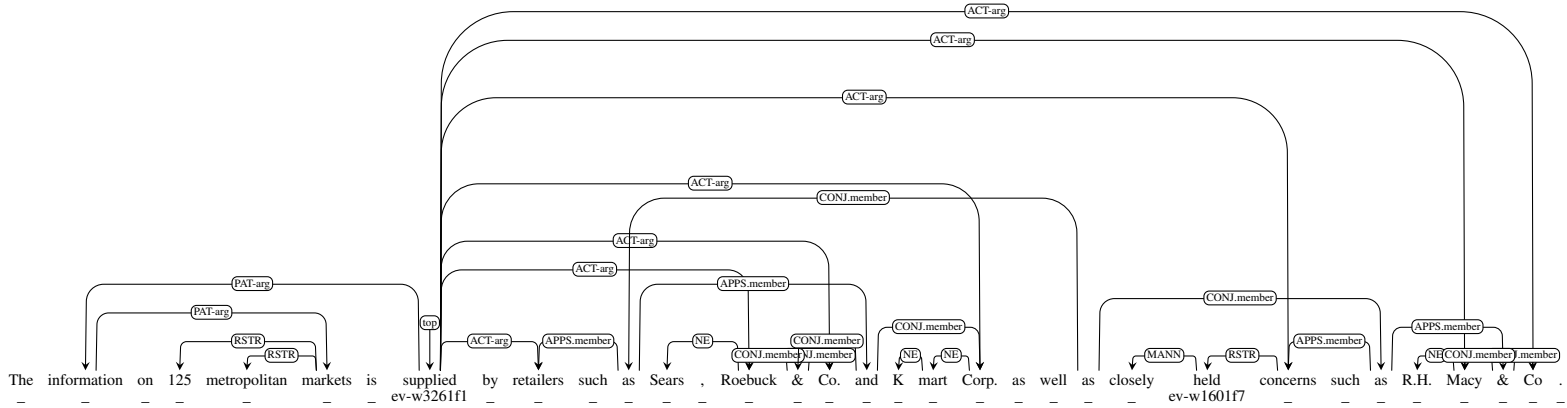 ACT-arg
ACT-arg
ACT-arg
ACT-arg
CONJ.member
ACT-arg
ACT-arg
PAT-arg APPS.member
CONJ.member
PAT-arg
top
CONJ.member APPS.member
RSTR ACT-arg APPS.member NE CONJ.member APPS.member
RSTR CONJ.member NE NE MANN RSTR CONJ.member
The information on 125 metropolitan markets is supplied by retailers such as Sears , Roebuck & Co. and K mart Corp. as well as closely held concerns such as R.H. Macy & Co .
_ _ _ _ _ _ _ ev-w3261f1 _ _ _ _ _ _ _ _ _ _ _ _ _ _ _ _ _ ev-w1601f7 _ _ _ _ _ _ _ _